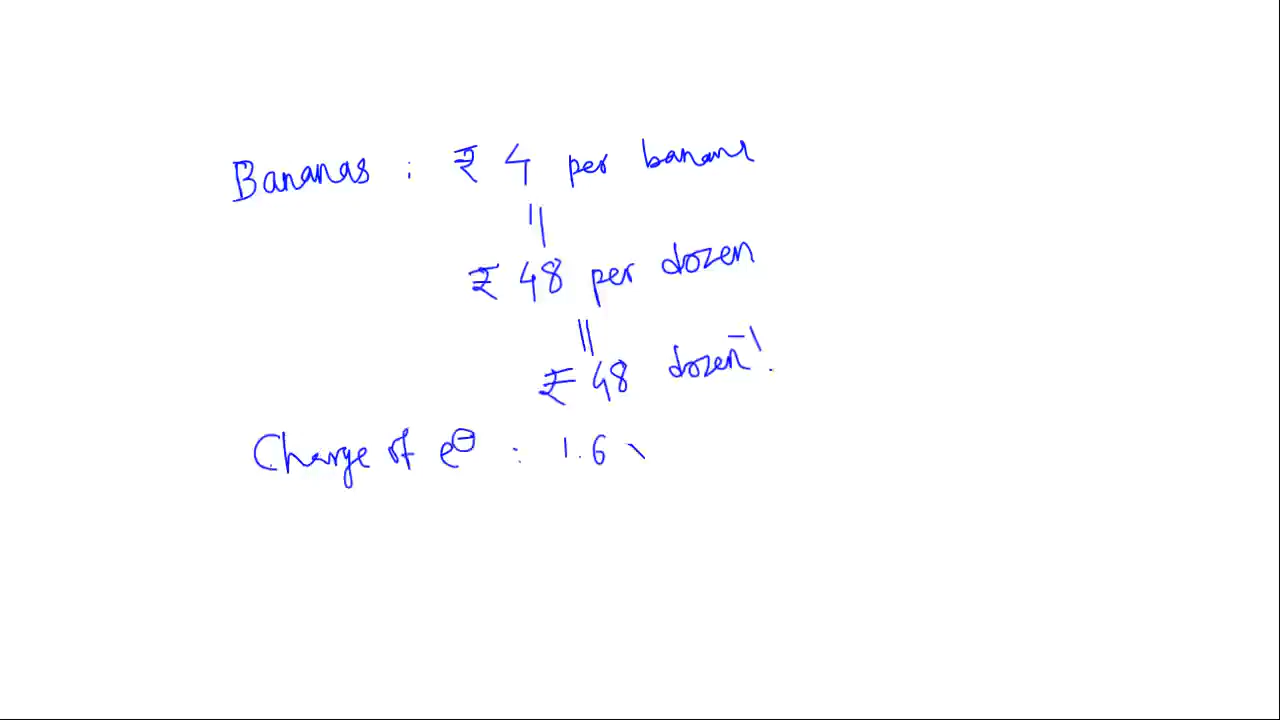 Bananas : ₹ 4 per banana
||
₹ 48 per dozen
||
₹ 48 dozen⁻¹.
Charge of e⊖ : 1.6 \